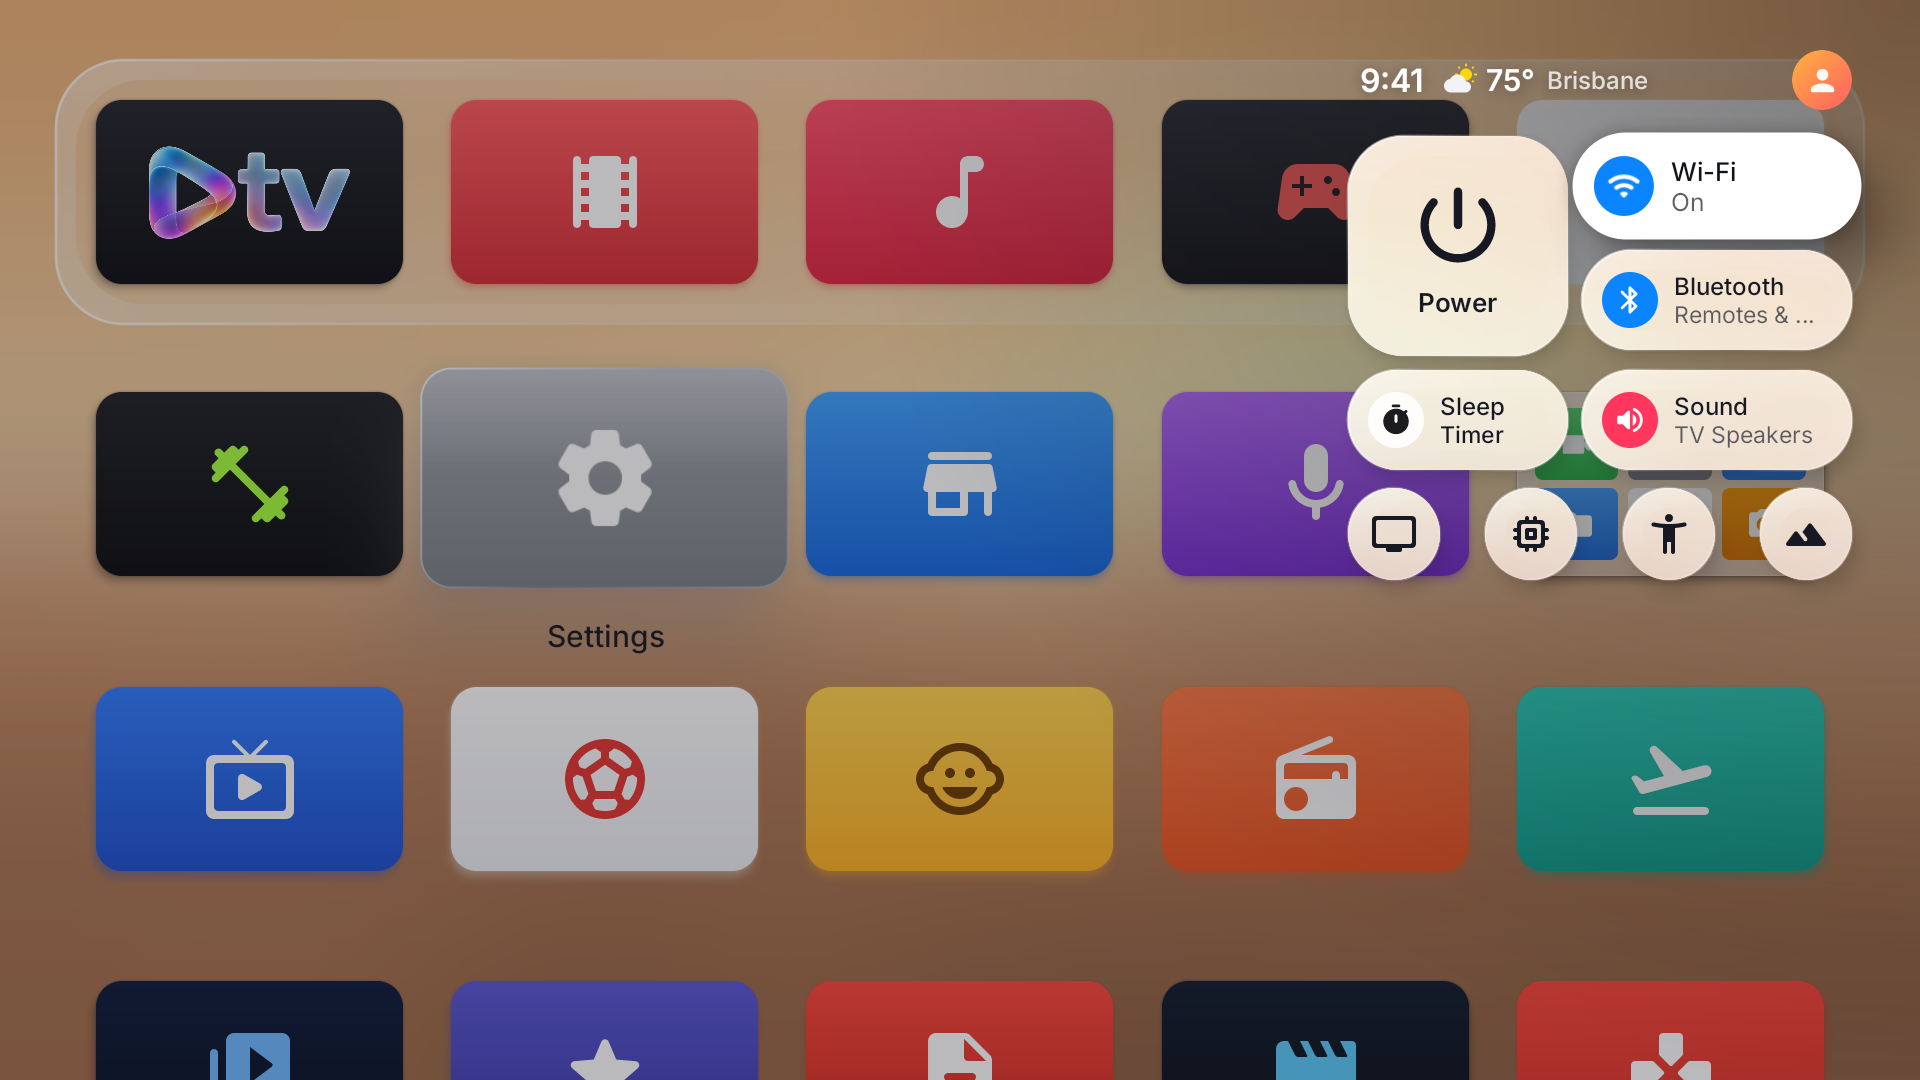 9:41 75° Brisbane
tv
Power
Wi-Fi
On
Bluetooth
Remotes & ...
Sleep
Timer
Sound
TV Speakers
Settings